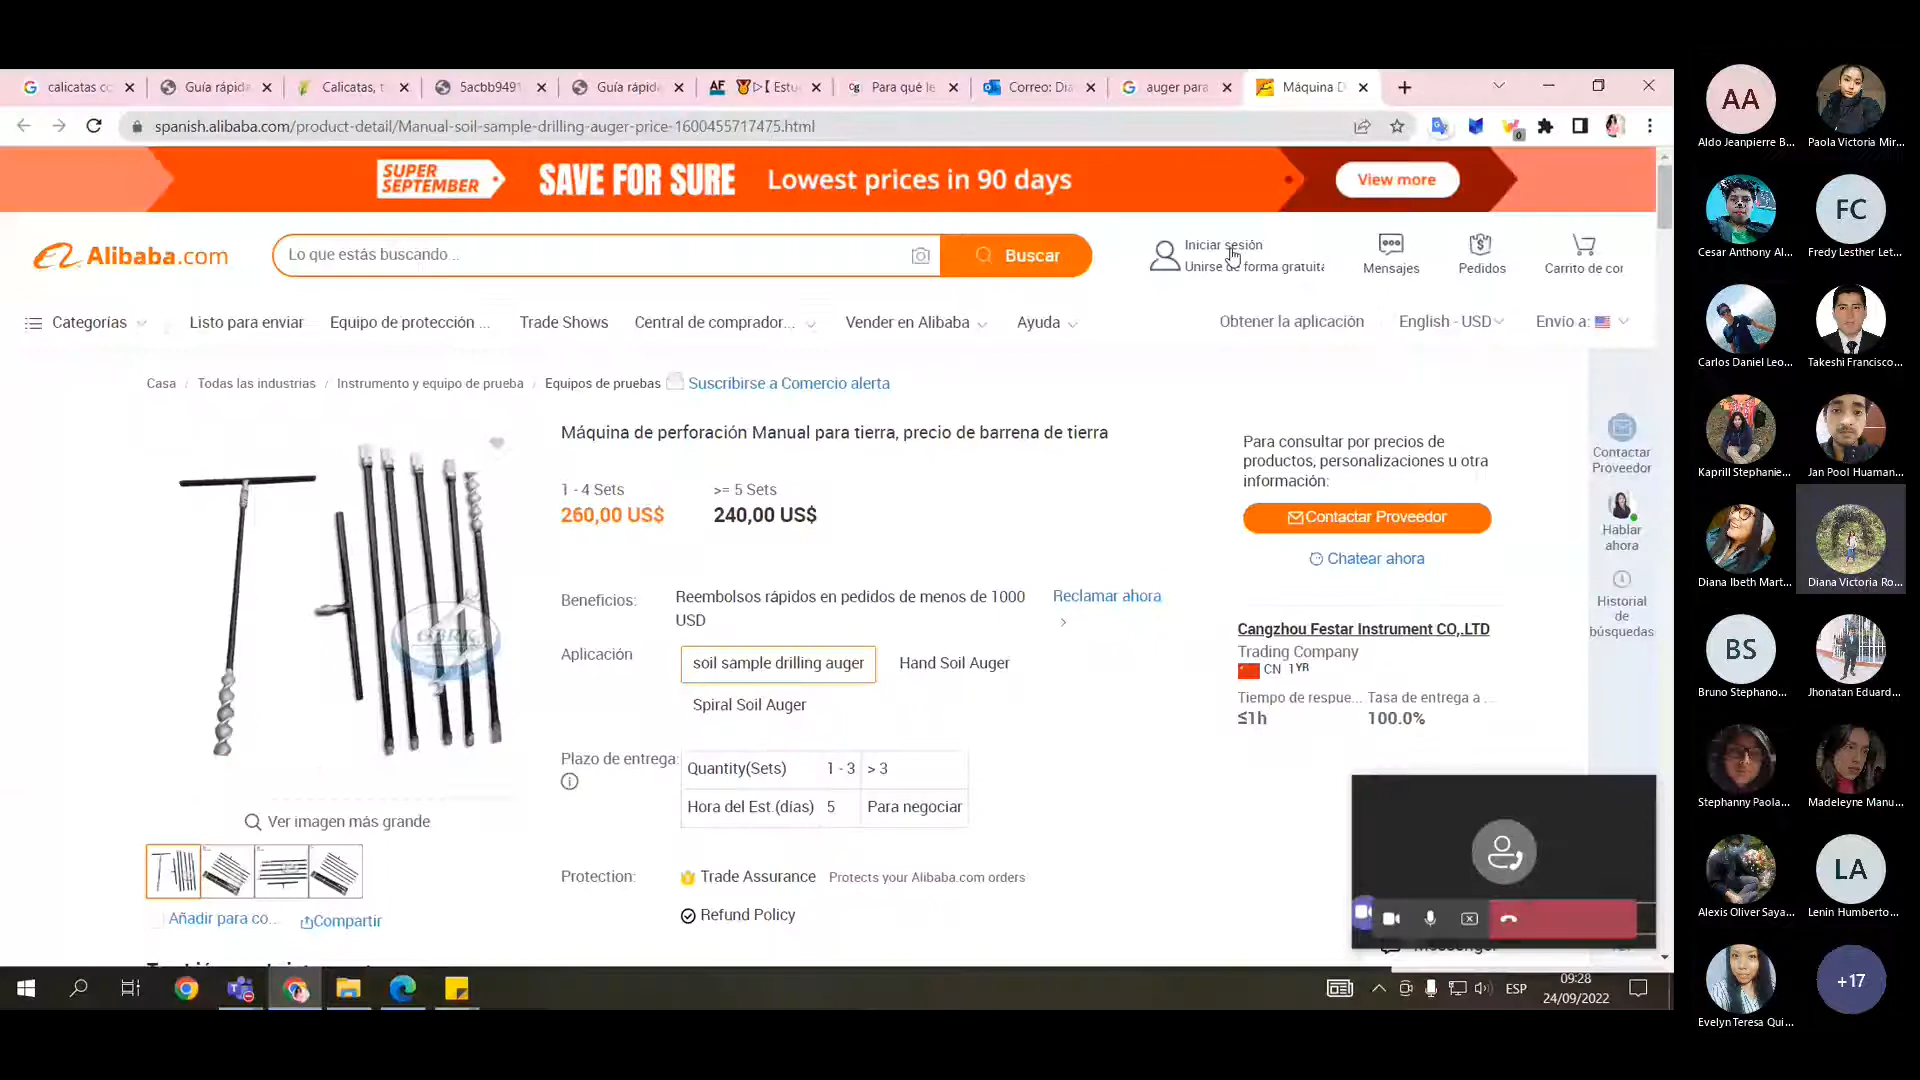 calicatas co
Guía rápida
Calicatas, t
5acbb9491
Guía rápida
AF
Estu
cg
Para qué le
Correo: Dia
auger para
Máquina D
spanish.alibaba.com/product-detail/Manual-soil-sample-drilling-auger-price-1600455717475.html
0
SUPER
SEPTEMBER
SAVE FOR SURE
Lowest prices in 90 days
View more
Alibaba.com
Lo que estás buscando...
Buscar
Iniciar sesión
Unirse de forma gratuita
Mensajes
Pedidos
Carrito de cor
Categorías
Listo para enviar
Equipo de protección ...
Trade Shows
Central de comprador...
Vender en Alibaba
Ayuda
Obtener la aplicación
English - USD
Envío a:
Casa / Todas las industrias / Instrumento y equipo de prueba / Equipos de pruebas
Suscribirse a Comercio alerta
Máquina de perforación Manual para tierra, precio de barrena de tierra
1 - 4 Sets
260,00 US$
>= 5 Sets
240,00 US$
Beneficios:
Reembolsos rápidos en pedidos de menos de 1000
USD
Reclamar ahora
Aplicación
soil sample drilling auger
Hand Soil Auger
Spiral Soil Auger
Plazo de entrega:
Quantity(Sets) 1 - 3 > 3
Hora del Est.(días) 5 Para negociar
Protection:
Trade Assurance
Protects your Alibaba.com orders
Refund Policy
Ver imagen más grande
Añadir para co...
Compartir
Para consultar por precios de
productos, personalizaciones u otra
información:
Contactar Proveedor
Chatear ahora
Cangzhou Festar Instrument CO,.LTD
Trading Company
CN 1YR
Tiempo de respue...
≤1h
Tasa de entrega a ...
100.0%
Contactar
Proveedor
Hablar
ahora
Historial
de
búsquedas
Messenger
ESP
09:28
24/09/2022
AA
Aldo Jeanpierre B...
Paola Victoria Mir...
Cesar Anthony Al...
FC
Fredy Lesther Let...
Carlos Daniel Leo...
Takeshi Francisco...
Kaprill Stephanie...
Jan Pool Huaman...
Diana Ibeth Mart...
Diana Victoria Ro...
BS
Bruno Stephano...
Jhonatan Eduard...
Stephanny Paola...
Madeleyne Manu...
Alexis Oliver Saya...
LA
Lenin Humberto...
Evelyn Teresa Qui...
+17